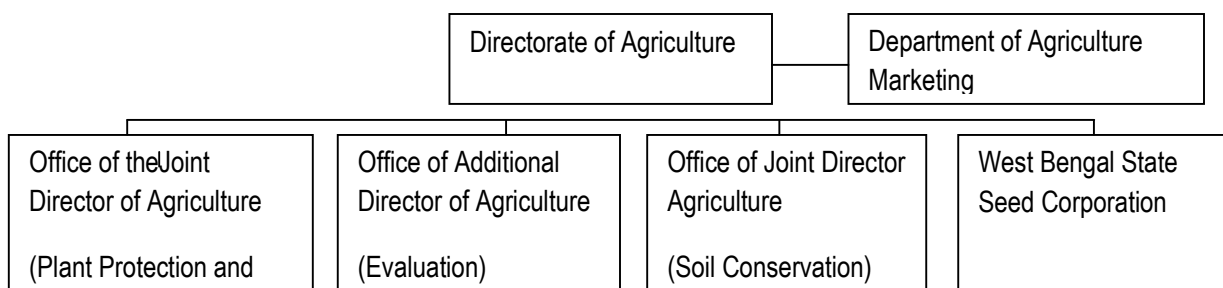 Directorate of Agriculture
Department of Agriculture
Marketing
Office of theJoint
Director of Agriculture
(Plant Protection and
Office of Additional
Director of Agriculture
(Evaluation)
Office of Joint Director
Agriculture
(Soil Conservation)
West Bengal State
Seed Corporation